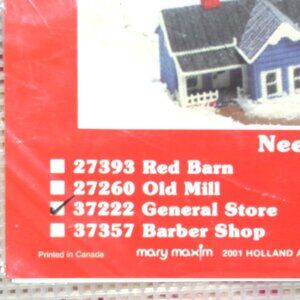 Nee
27393 Red Barn
27260 Old Mill
37222 General Store
37357 Barber Shop
Printed in Canada mary maxim 2001 HOLLAND A